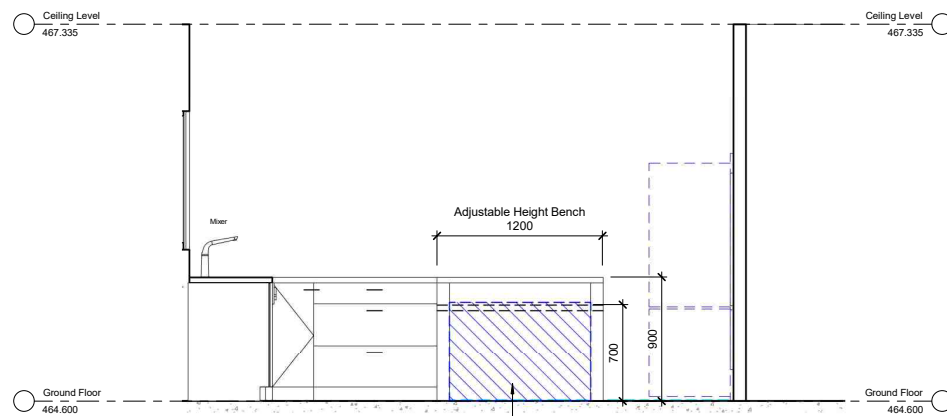 Ceiling Level
467.335
Ceiling Level
467.335
Adjustable Height Bench
1200
Mixer
700
900
Ground Floor
464.600
Ground Floor
464.600